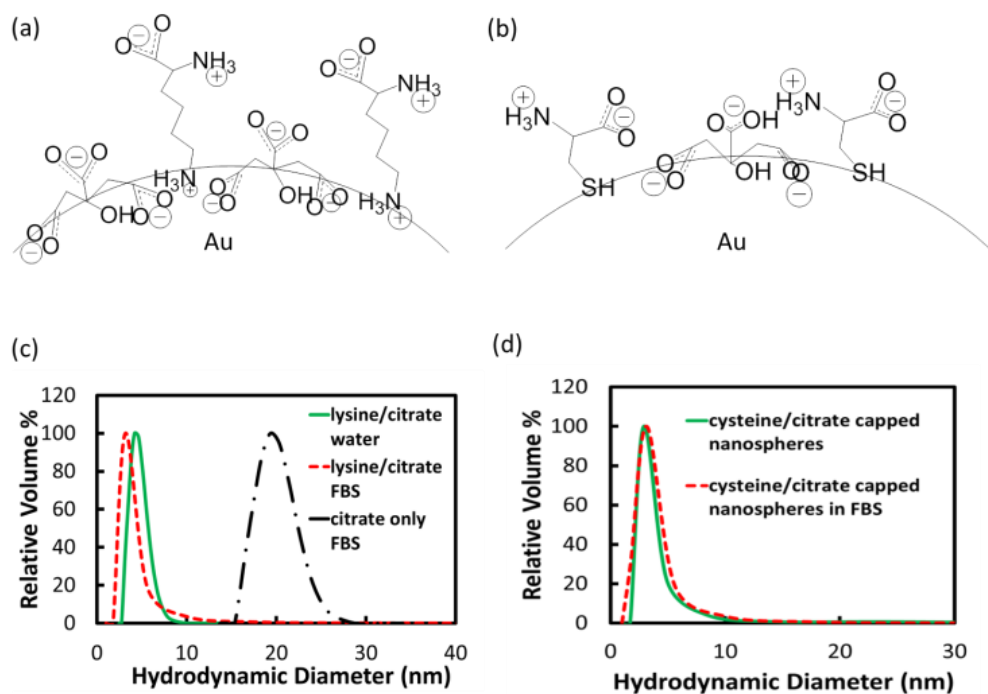 (a)
O
O
−
NH₃
+
O
O
−
NH₃
+
O
O
−
O
O
−
H₃N
+
O
O
−
OH
O
O
−
O
O
−
OH
O
O
−
H₃N
+
Au
(b)
+
H₃N
O
O
−
−
O
OH
H
+
H₃N
O
O
−
SH
O
O
−
OH
O
O
−
SH
Au
(c)
Relative Volume %
120
100
80
60
40
20
0
lysine/citrate
water
lysine/citrate
FBS
citrate only
FBS
0 10 20 30 40
Hydrodynamic Diameter (nm)
(d)
Relative Volume %
120
100
80
60
40
20
0
cysteine/citrate capped
nanospheres
cysteine/citrate capped
nanospheres in FBS
0 10 20 30
Hydrodynamic Diameter (nm)